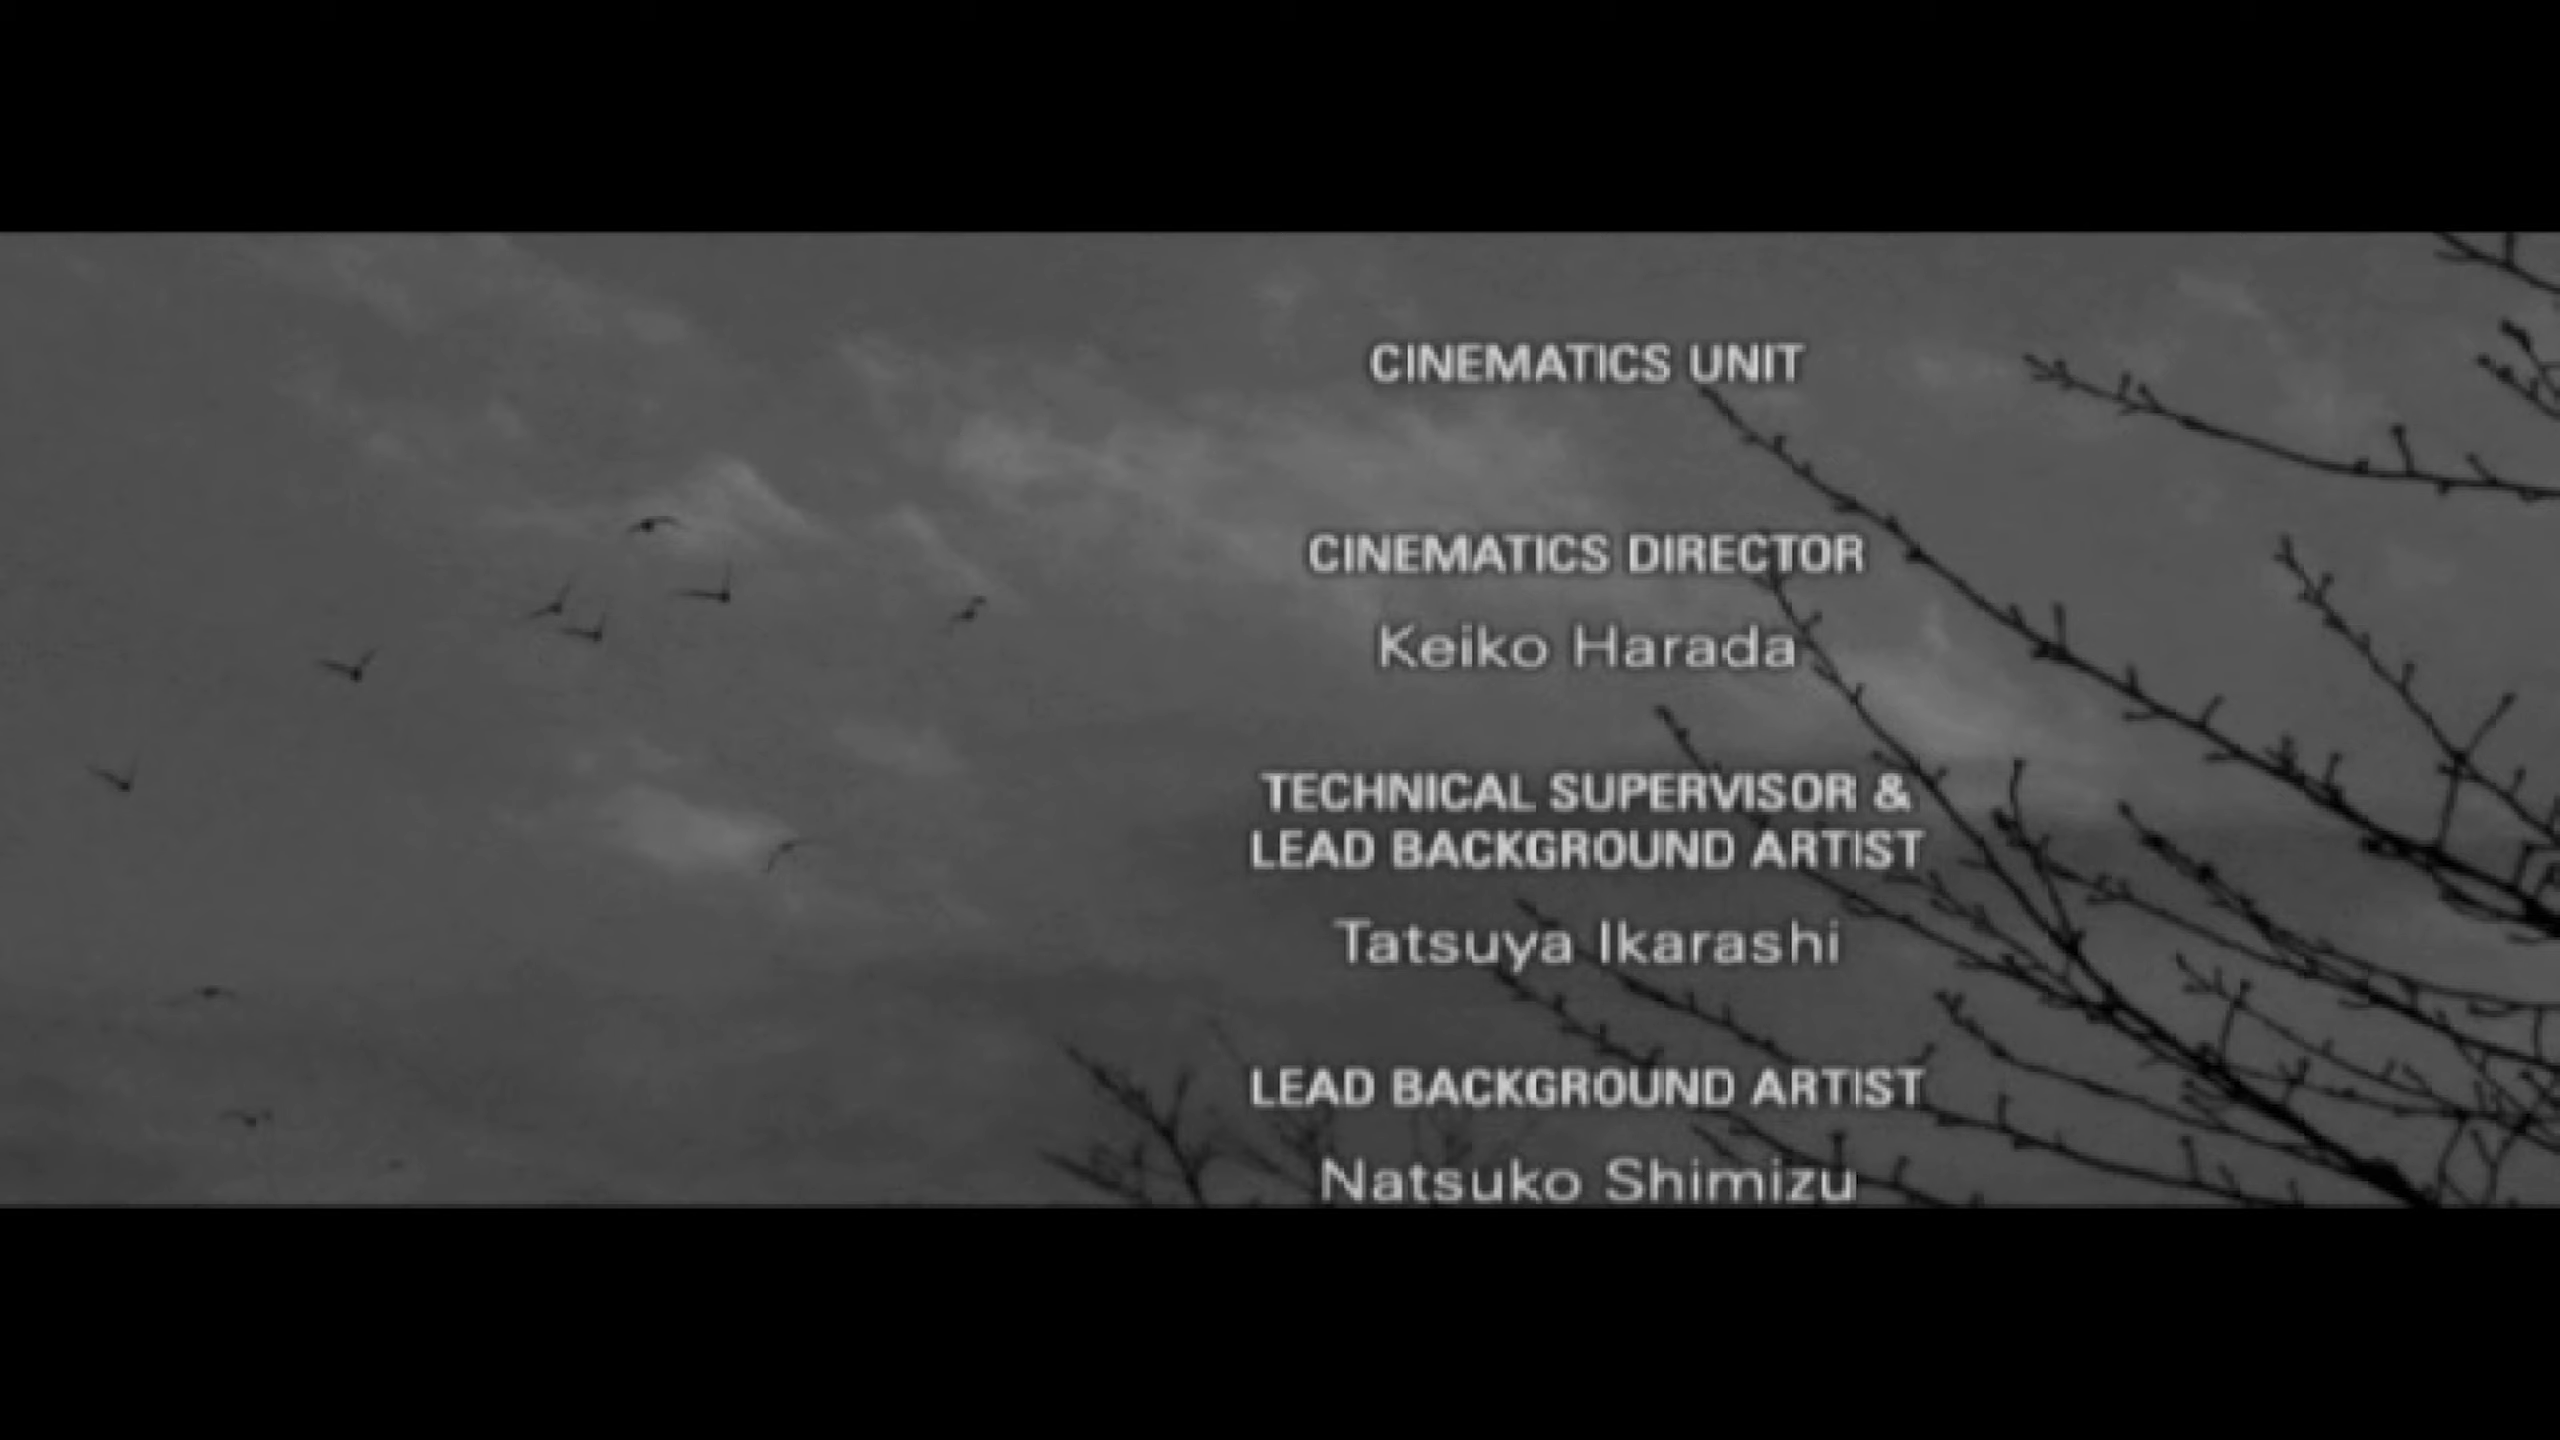 CINEMATICS UNIT
CINEMATICS DIRECTOR
Keiko Harada
TECHNICAL SUPERVISOR &
LEAD BACKGROUND ARTIST
Tatsuya Ikarashi
LEAD BACKGROUND ARTIST
Natsuko Shimizu